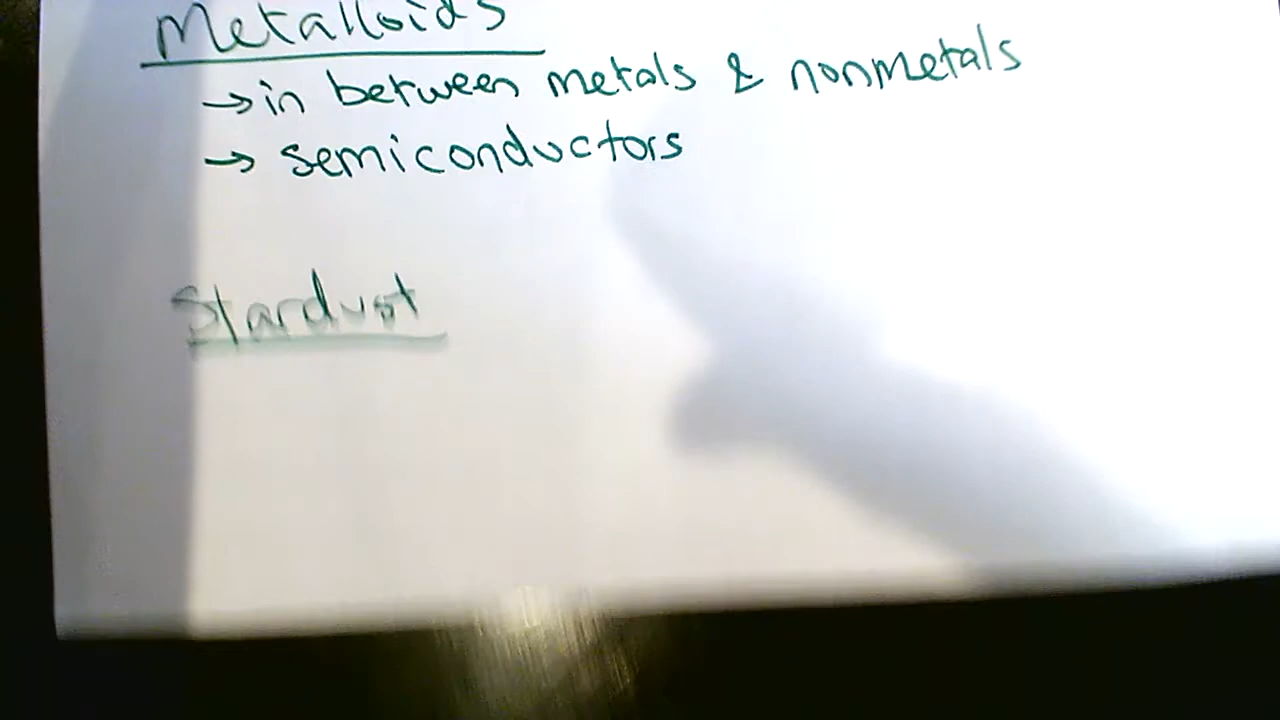 Metalloids
→ in between metals & nonmetals
→ semiconductors
Stardust